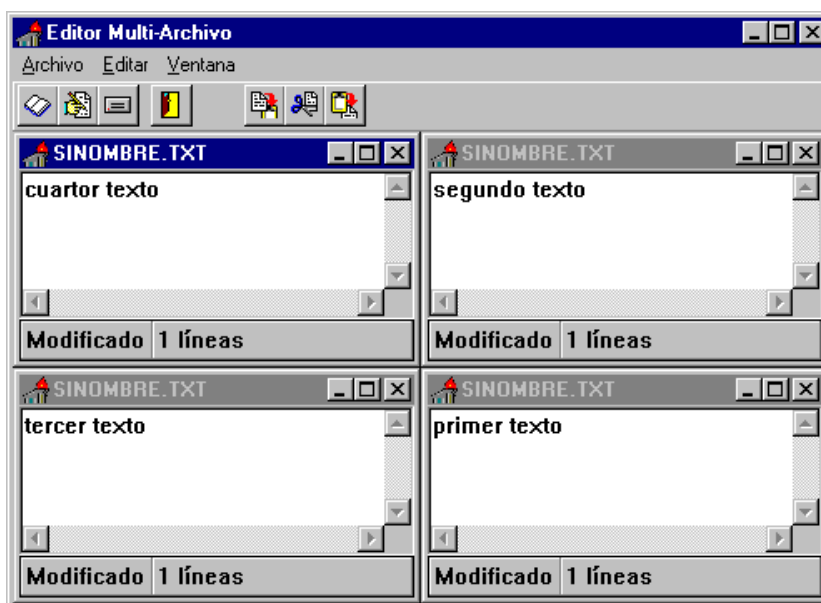 Editor Multi-Archivo
Archivo Editar Ventana
SINOMBRE.TXT
cuartor texto
Modificado 1 líneas
SINOMBRE.TXT
segundo texto
Modificado 1 líneas
SINOMBRE.TXT
tercer texto
Modificado 1 líneas
SINOMBRE.TXT
primer texto
Modificado 1 líneas